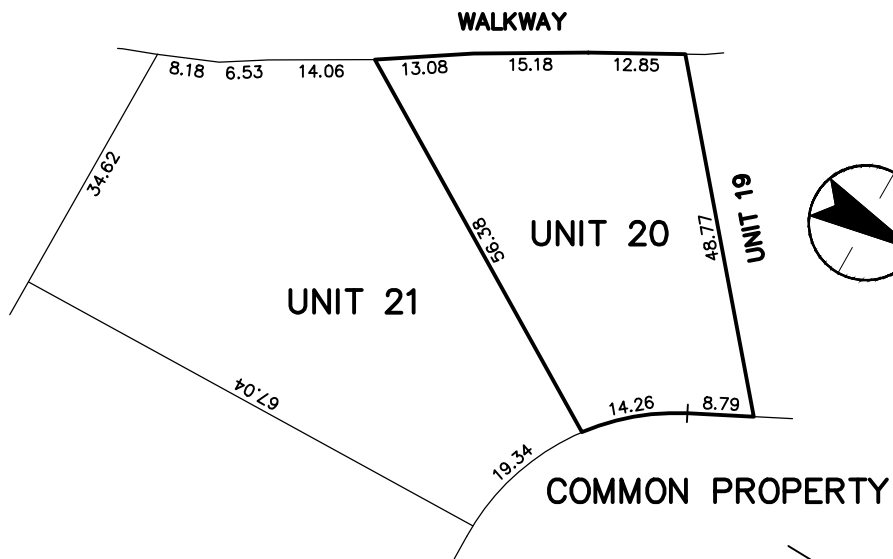 WALKWAY
8.18 6.53 14.06 13.08 15.18 12.85
34.62
UNIT 19
56.38
48.77
UNIT 20
UNIT 21
67.04
14.26 8.79
19.34
COMMON PROPERTY